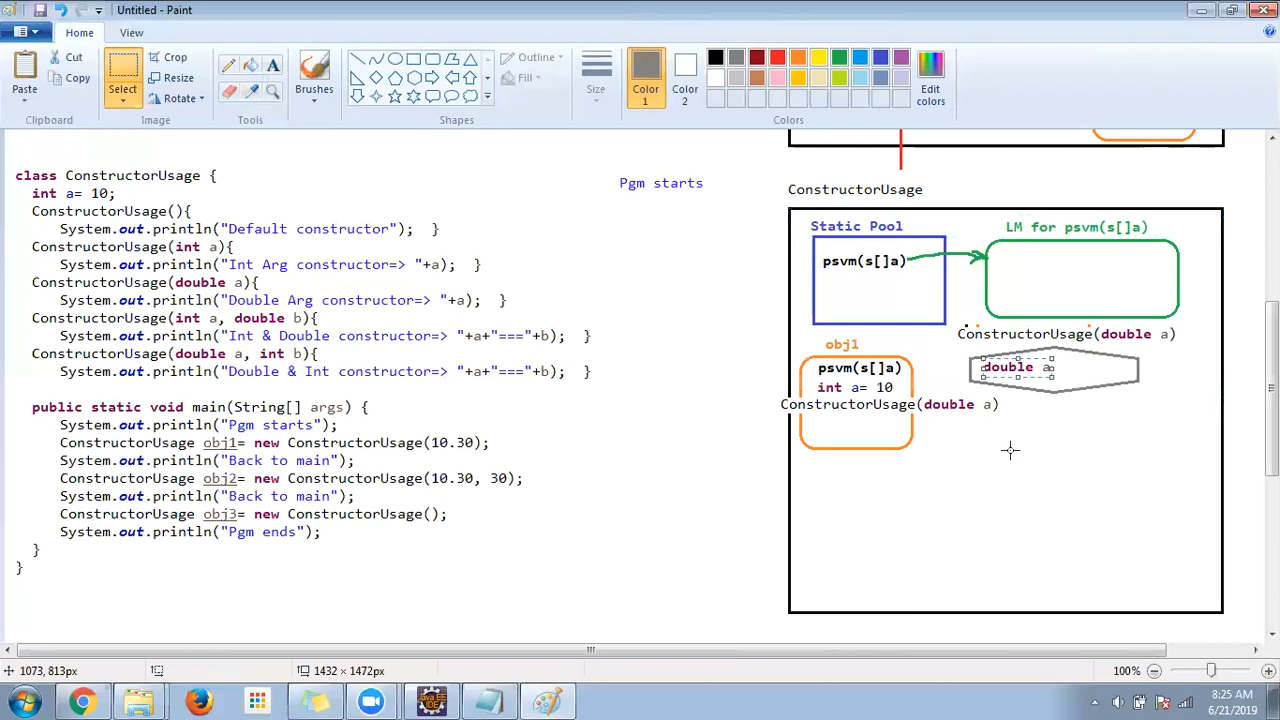 Untitled - Paint
Home
View
Paste
Cut
Copy
Clipboard
Select
Crop
Resize
Rotate
Image
Tools
Brushes
Outline
Fill
Shapes
Size
Color
1
Color
2
Edit
colors
Colors
class ConstructorUsage {
int a= 10;
ConstructorUsage(){
System.out.println("Default constructor"); }
ConstructorUsage(int a){
System.out.println("Int Arg constructor=> "+a); }
ConstructorUsage(double a){
System.out.println("Double Arg constructor=> "+a); }
ConstructorUsage(int a, double b){
System.out.println("Int & Double constructor=> "+a+"==="+b); }
ConstructorUsage(double a, int b){
System.out.println("Double & Int constructor=> "+a+"==="+b); }
public static void main(String[] args) {
System.out.println("Pgm starts");
ConstructorUsage obj1= new ConstructorUsage(10.30);
System.out.println("Back to main");
ConstructorUsage obj2= new ConstructorUsage(10.30, 30);
System.out.println("Back to main");
ConstructorUsage obj3= new ConstructorUsage();
System.out.println("Pgm ends");
}
}
Pgm starts
ConstructorUsage
Static Pool
psvm(s[]a)
LM for psvm(s[]a)
ConstructorUsage(double a)
double a
obj1
psvm(s[]a)
int a= 10
ConstructorUsage(double a)
1073, 813px
1432 × 1472px
100%
Java EE
IDE
8:25 AM
6/21/2019